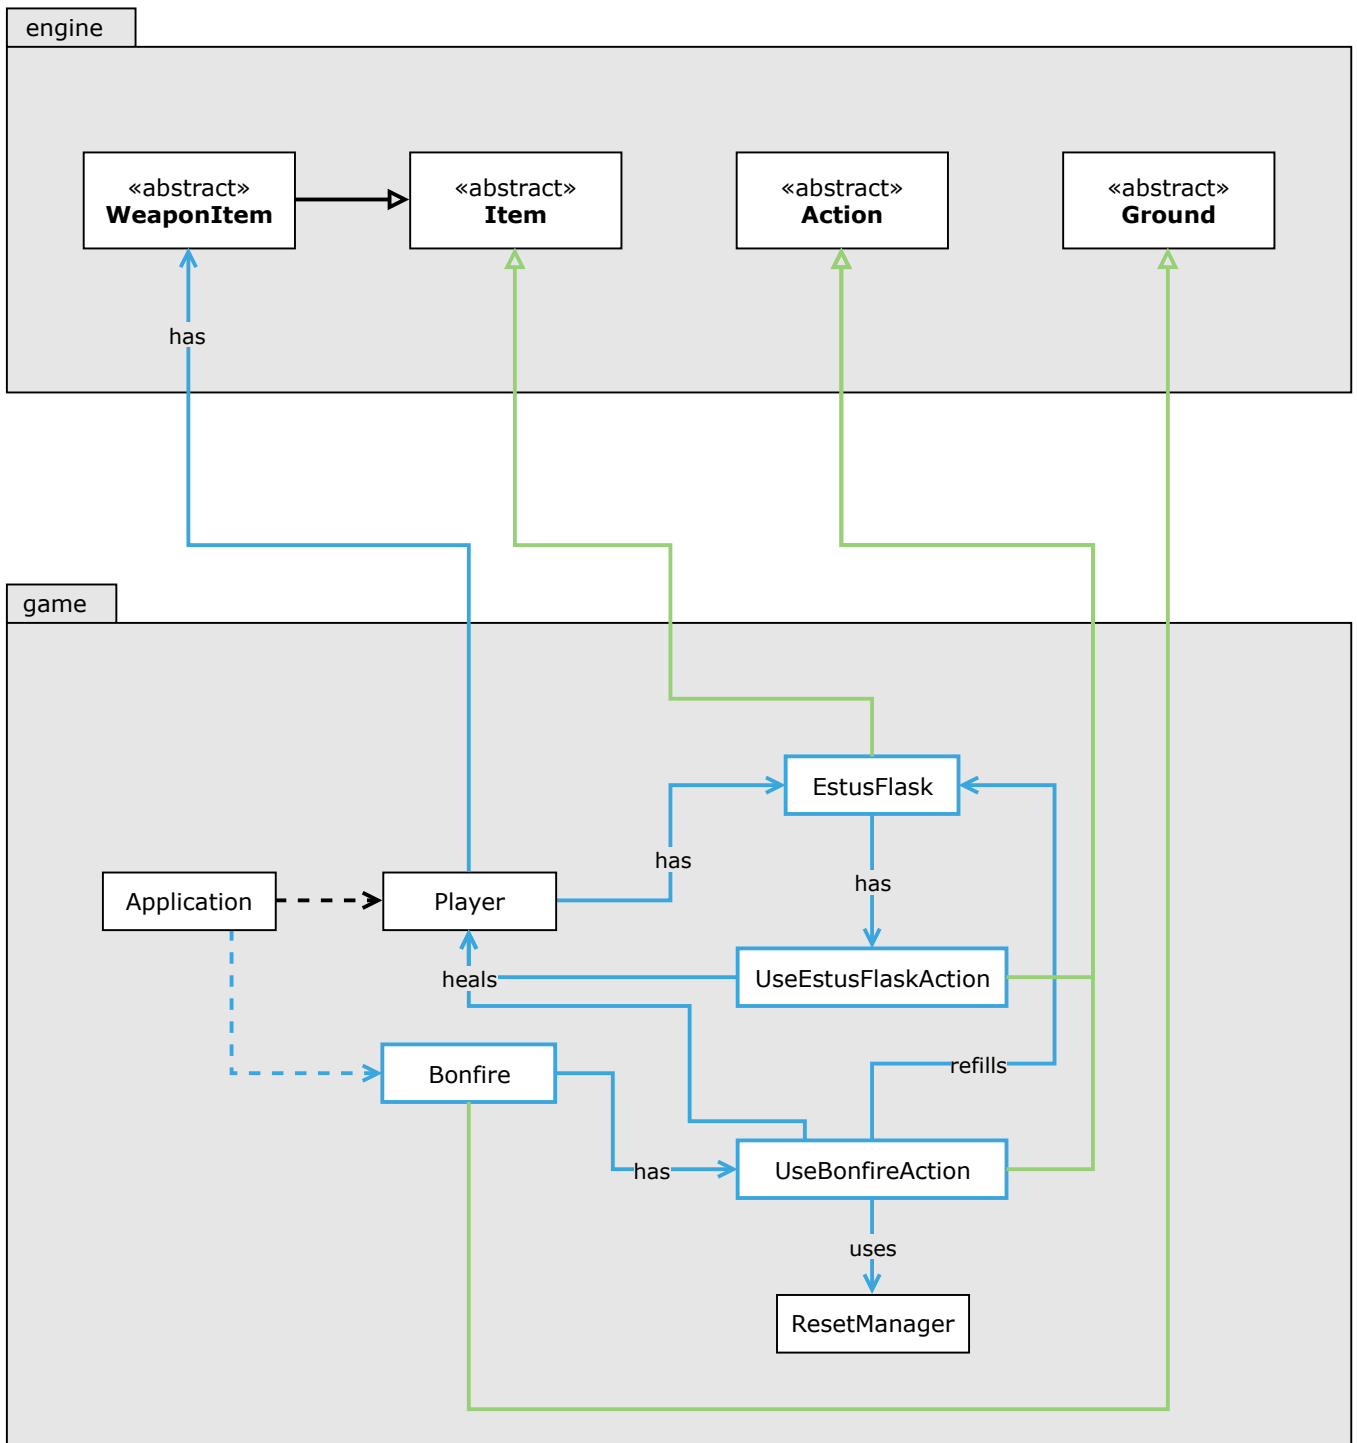 engine
«abstract»
WeaponItem
«abstract»
Item
«abstract»
Action
«abstract»
Ground
has
game
EstusFlask
has
has
Application
Player
heals
UseEstusFlaskAction
refills
Bonfire
has
UseBonfireAction
uses
ResetManager